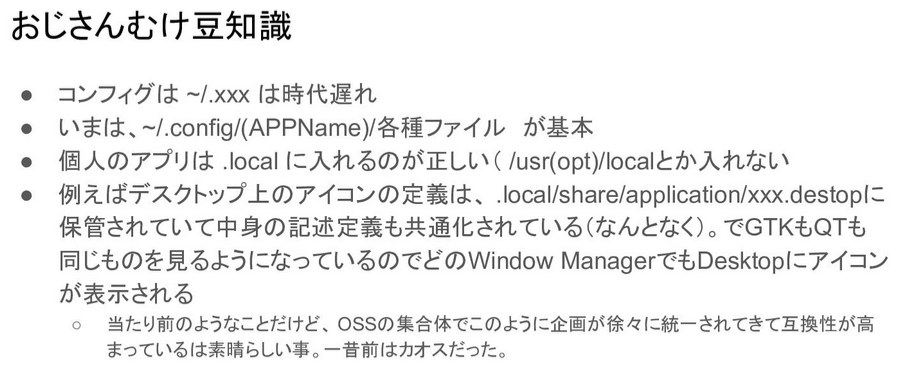 おじさんむけ豆知識
● コンフィグは ~/.xxx は時代遅れ
● いまは、~/.config/(APPName)/各種ファイル が基本
● 個人のアプリは .local に入れるのが正しい（ /usr(opt)/localとか入れない
● 例えばデスクトップ上のアイコンの定義は、 .local/share/application/xxx.destopに
保管されていて中身の記述定義も共通化されている（なんとなく）。でGTKもQTも
同じものを見るようになっているのでどのWindow ManagerでもDesktopにアイコン
が表示される
○ 当たり前のようなことだけど、OSSの集合体でこのように企画が徐々に統一されてきて互換性が高
まっているは素晴らしい事。一昔前はカオスだった。